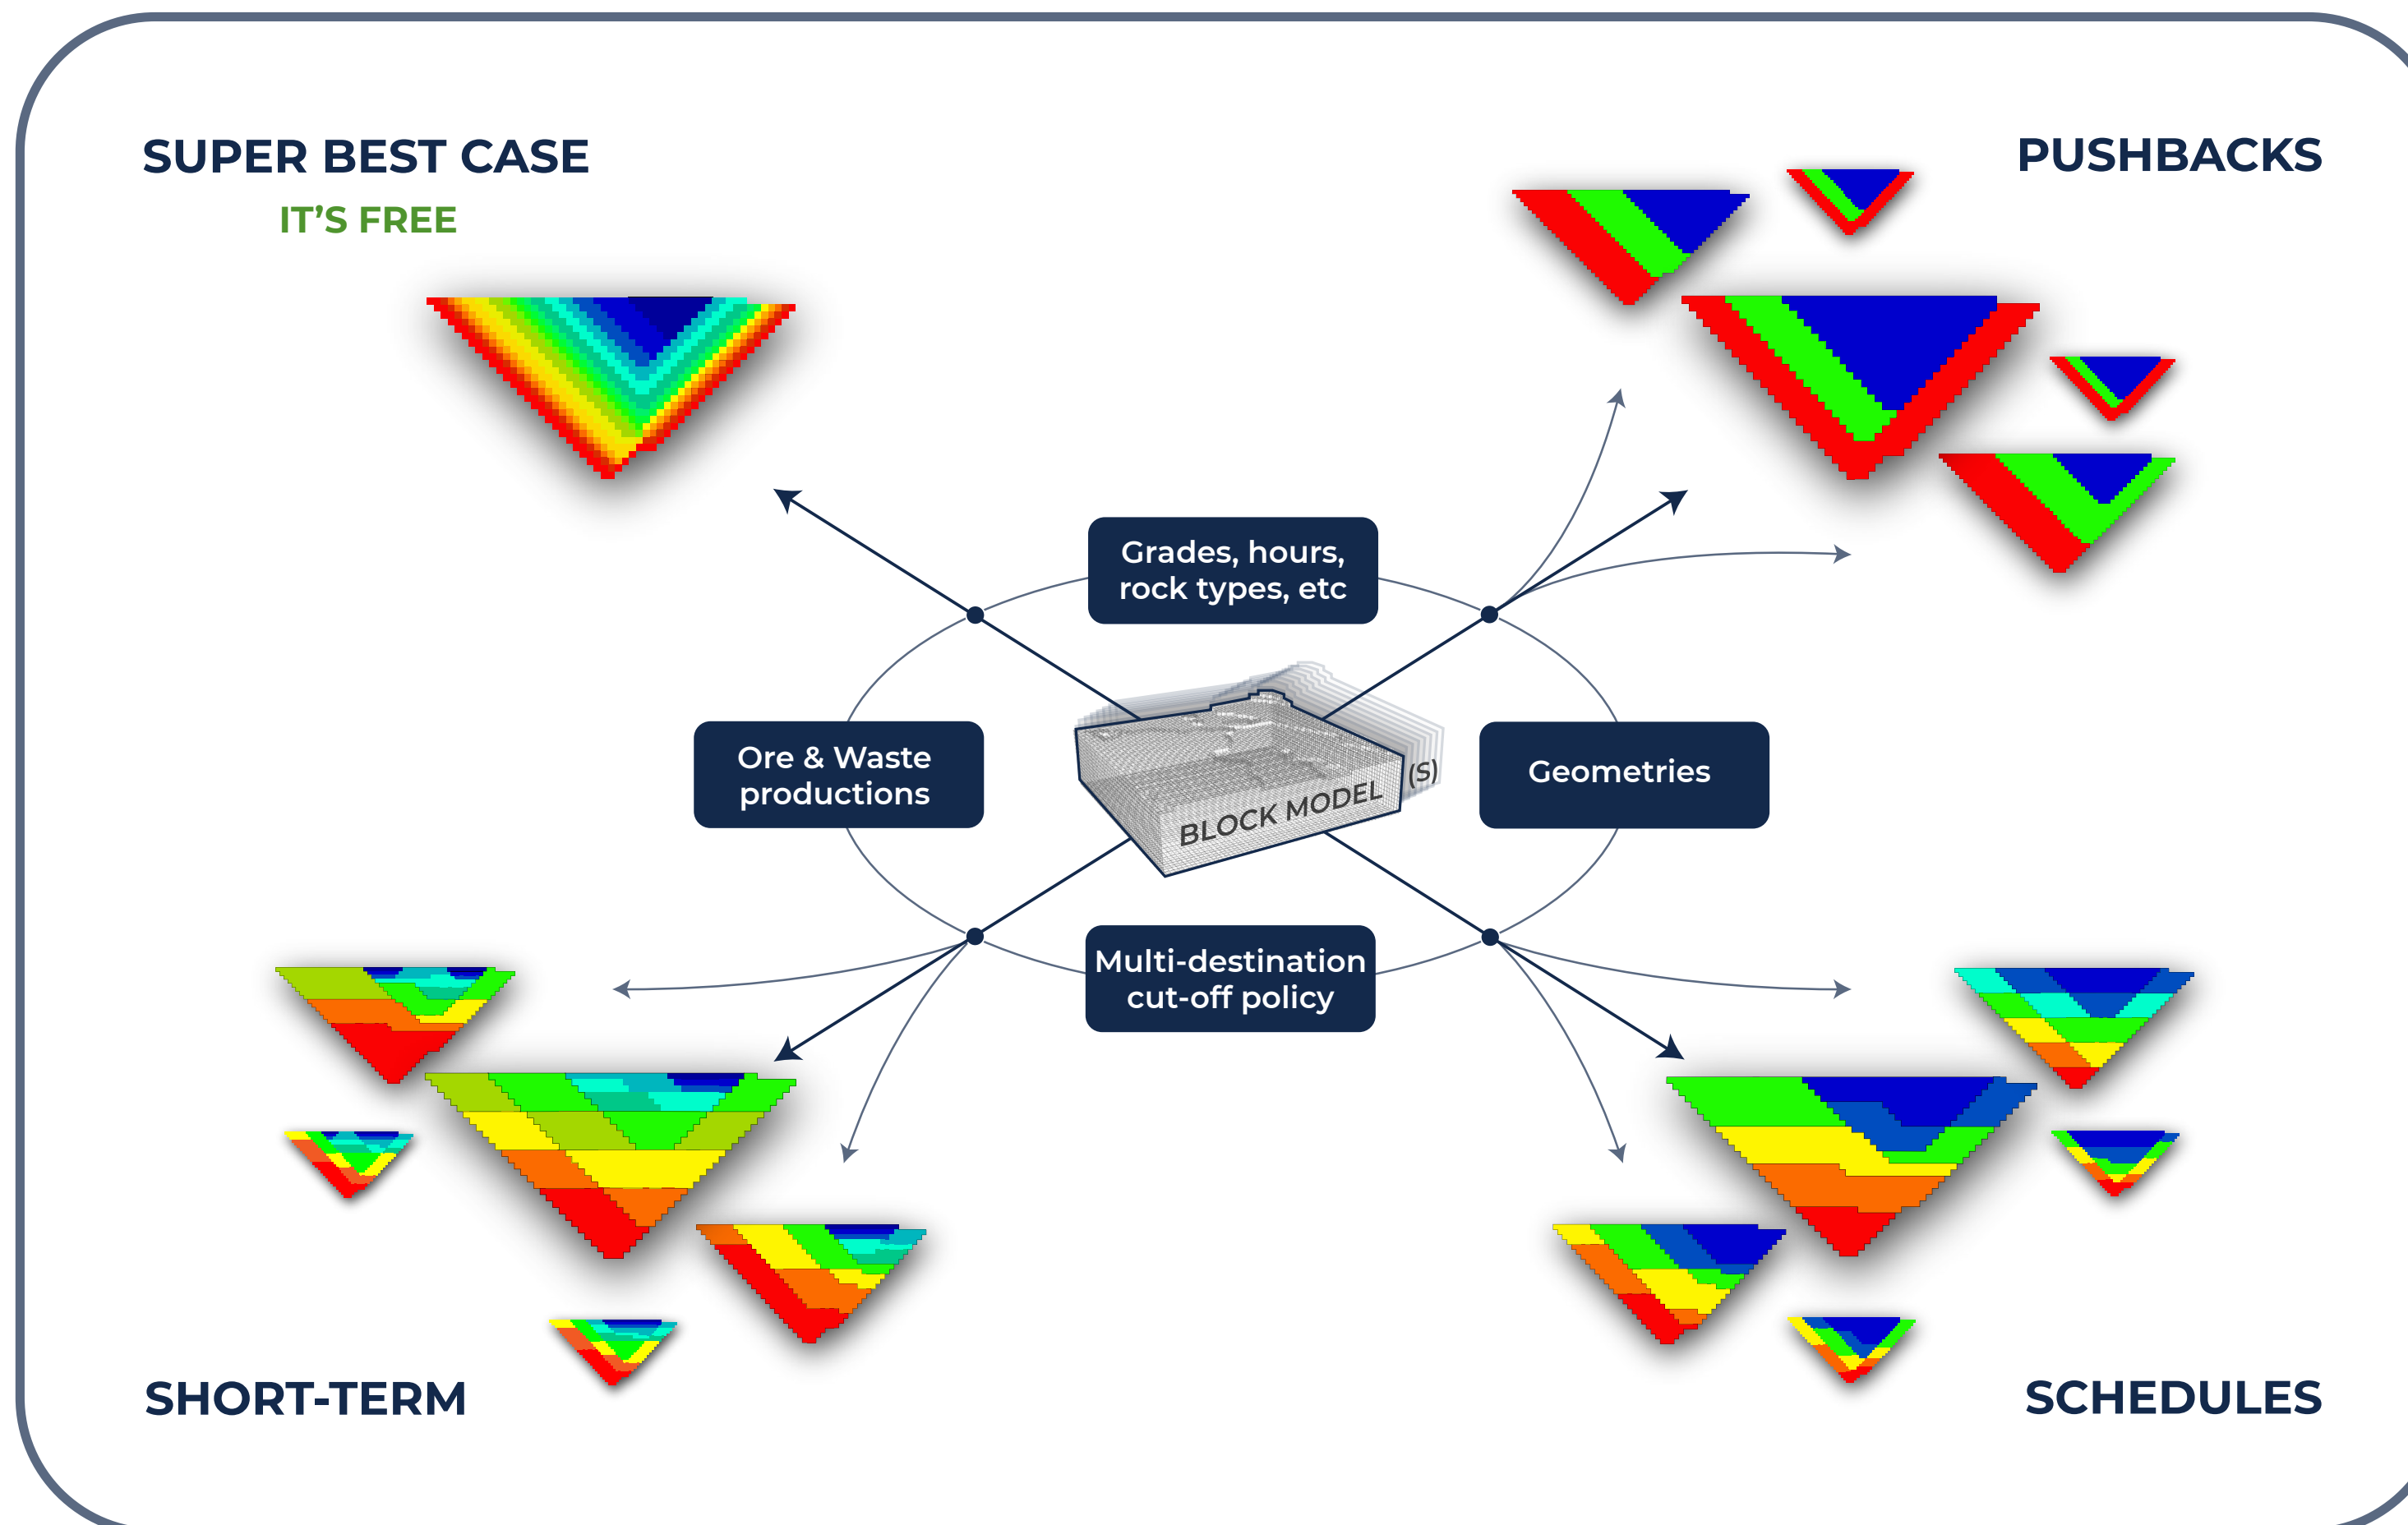 SUPER BEST CASE
IT’S FREE
PUSHBACKS
Grades, hours,
rock types, etc
Ore & Waste
productions
BLOCK MODEL (S)
Geometries
Multi-destination
cut-off policy
SHORT-TERM
SCHEDULES